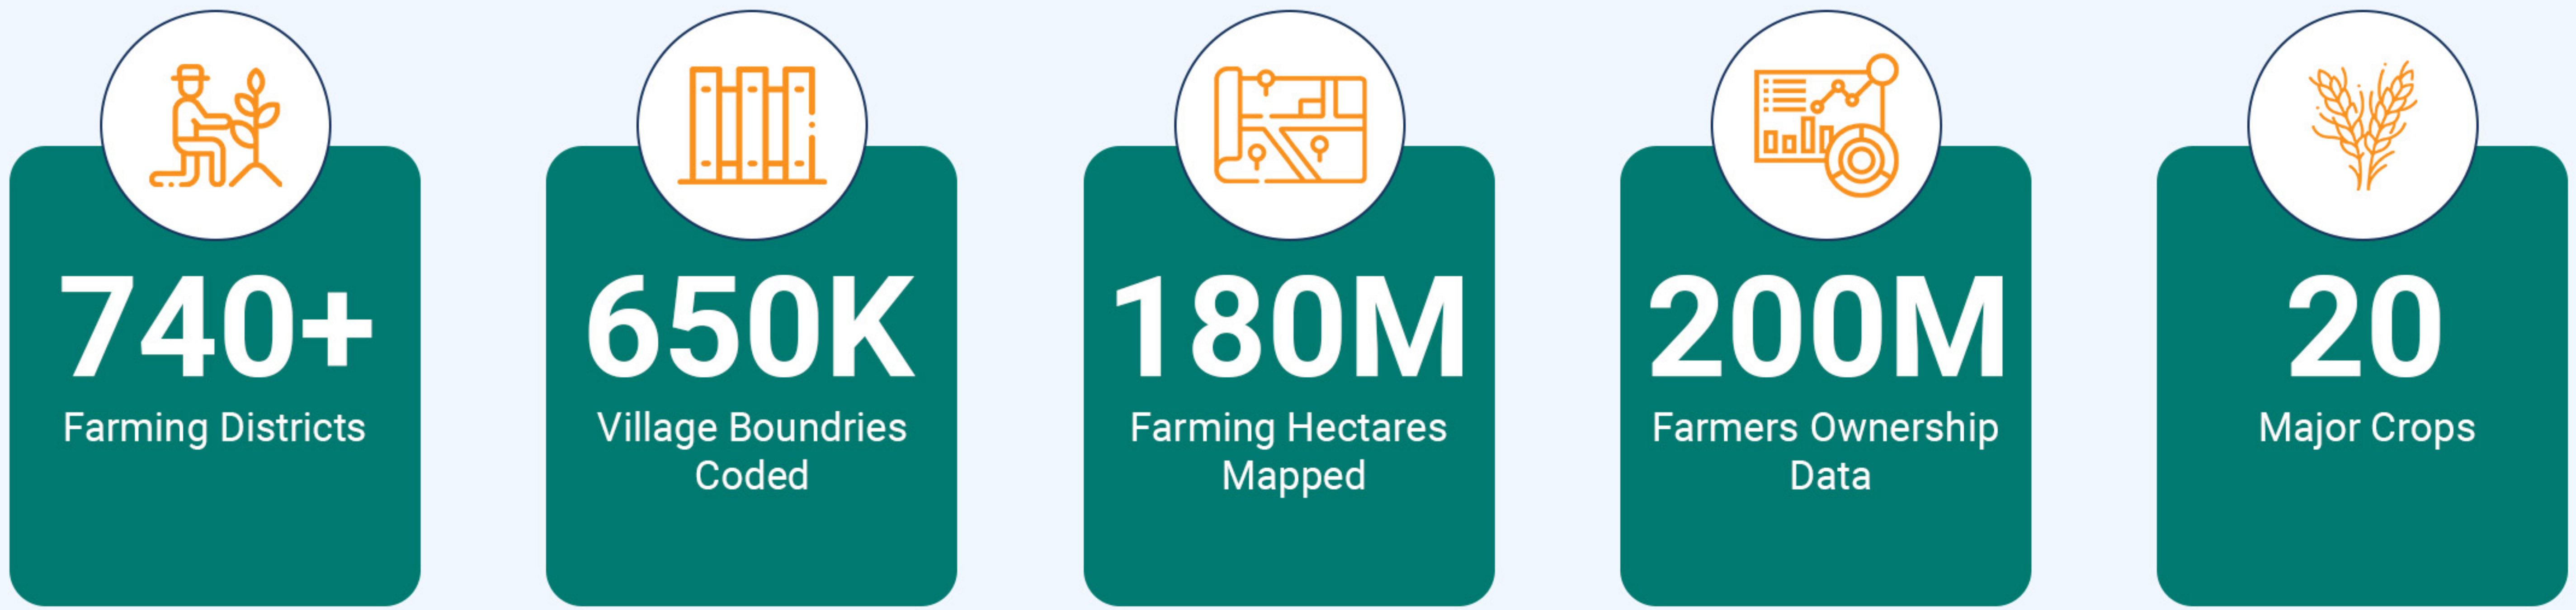 740+
Farming Districts
650K
Village Boundries
Coded
180M
Farming Hectares
Mapped
200M
Farmers Ownership
Data
20
Major Crops